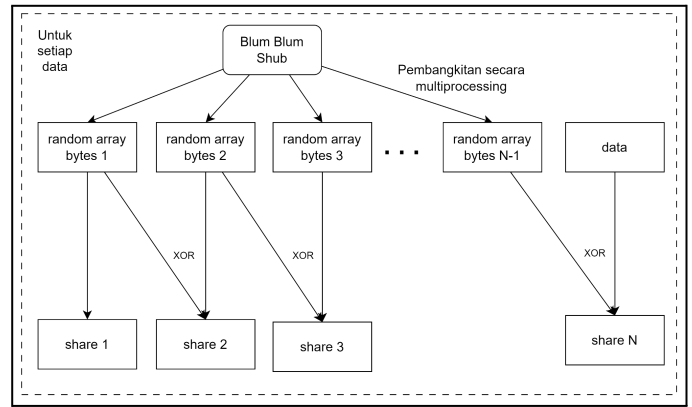 Untuk
setiap
data
Blum Blum
Shub
Pembangkitan secara
multiprocessing
random array
bytes 1
random array
bytes 2
random array
bytes 3
. . .
random array
bytes N-1
data
XOR
XOR
XOR
share 1
share 2
share 3
share N